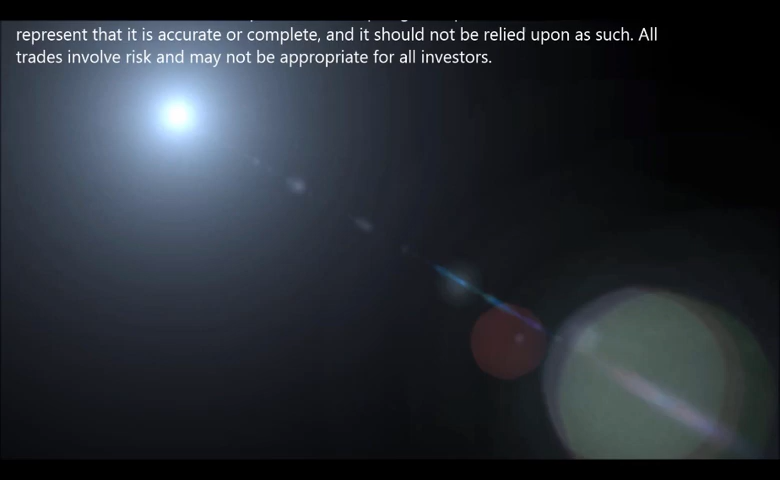 represent that it is accurate or complete, and it should not be relied upon as such. All
trades involve risk and may not be appropriate for all investors.